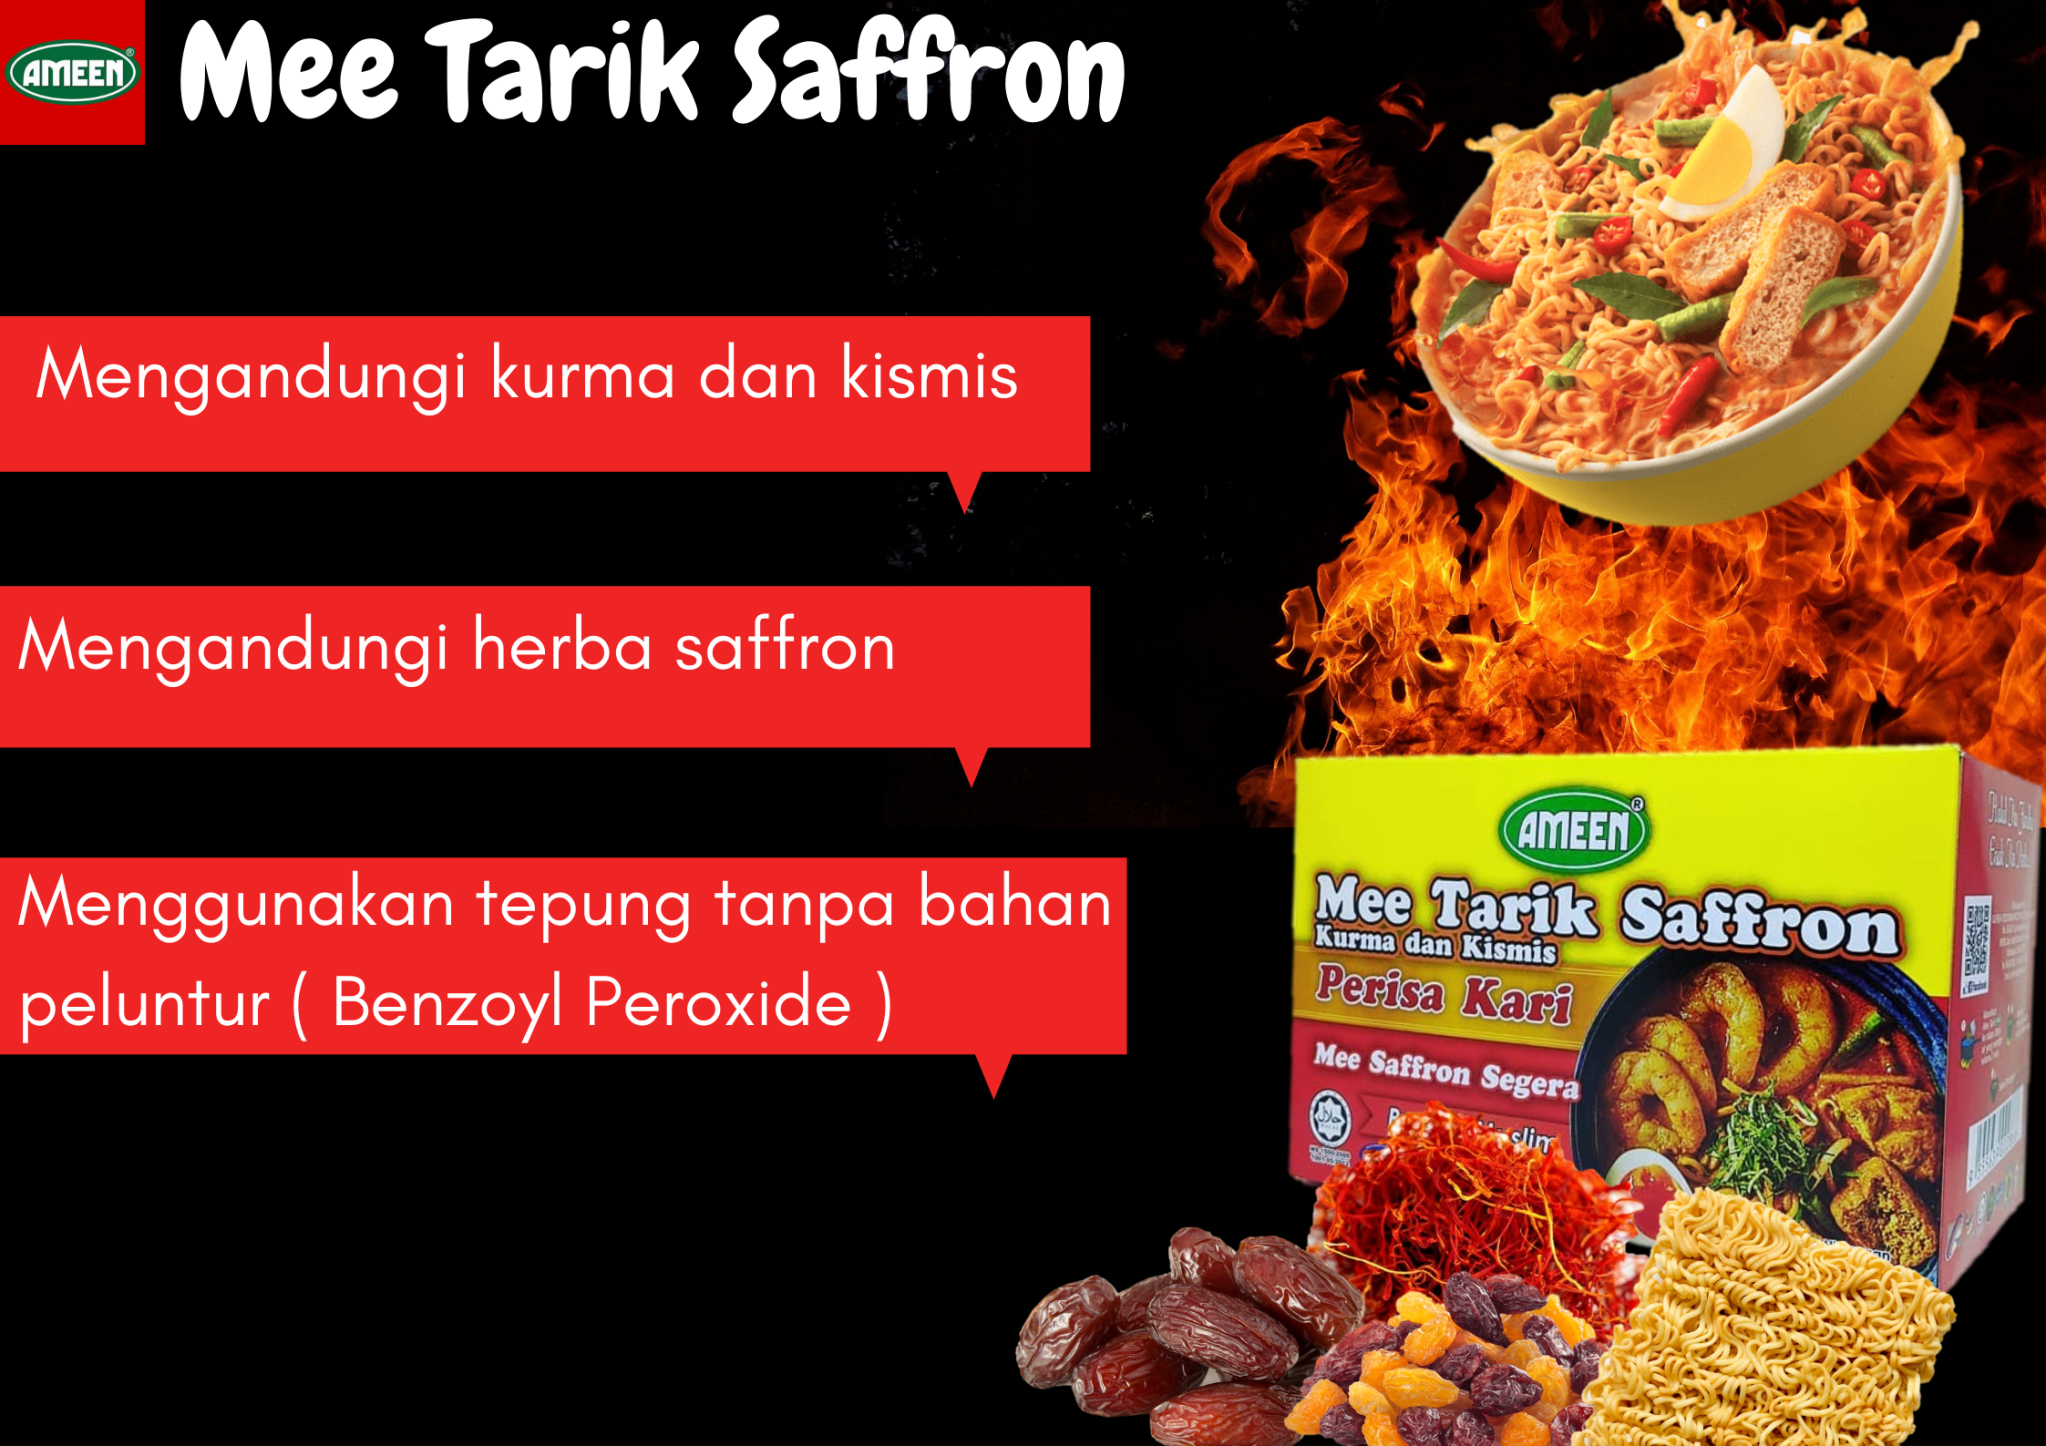 AMEEN®
Mee Tarik Saffron
Mengandungi kurma dan kismis
Mengandungi herba saffron
Menggunakan tepung tanpa bahan
peluntur ( Benzoyl Peroxide )
AMEEN®
Mee Tarik Saffron
Kurma dan Kismis
Perisa Kari
Mee Saffron Segera